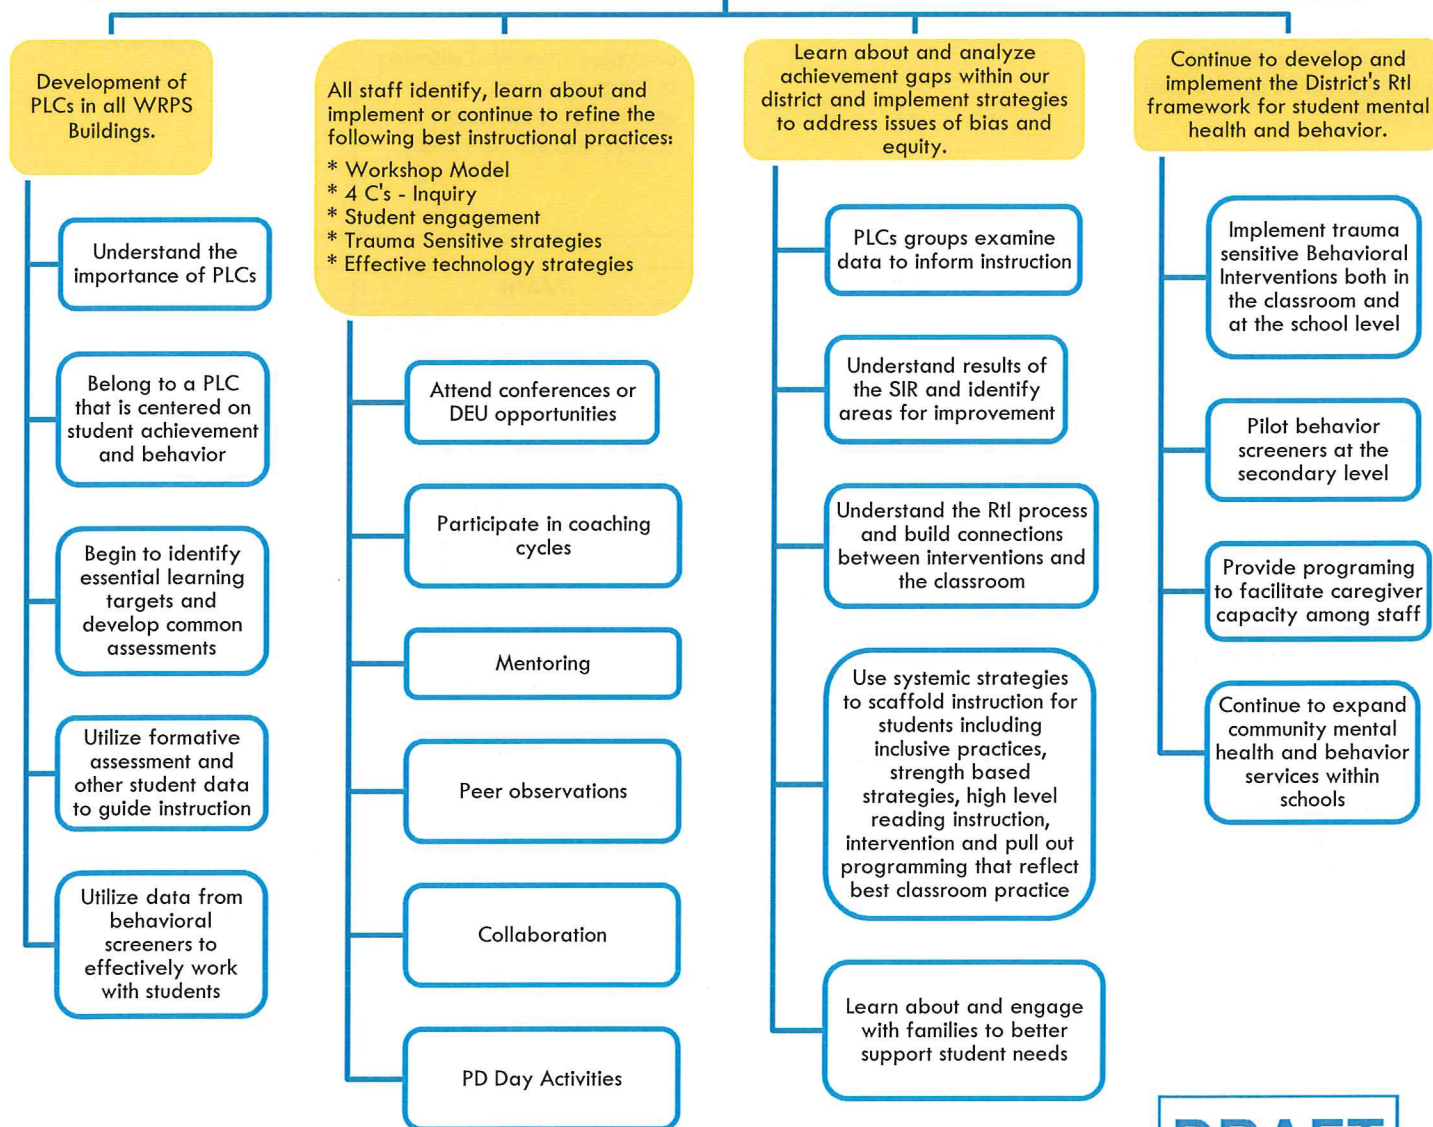 Development of
PLCs in all WRPS
Buildings.
Understand the
importance of PLCs
Belong to a PLC
that is centered on
student achievement
and behavior
Begin to identify
essential learning
targets and
develop common
assessments
Utilize formative
assessment and
other student data
to guide instruction
Utilize data from
behavioral
screeners to
effectively work
with students
All staff identify, learn about and
implement or continue to refine the
following best instructional practices:
* Workshop Model
* 4 C's - Inquiry
* Student engagement
* Trauma Sensitive strategies
* Effective technology strategies
Attend conferences or
DEU opportunities
Participate in coaching
cycles
Mentoring
Peer observations
Collaboration
PD Day Activities
Learn about and analyze
achievement gaps within our
district and implement strategies
to address issues of bias and
equity.
PLCs groups examine
data to inform instruction
Understand results of
the SIR and identify
areas for improvement
Understand the RtI process
and build connections
between interventions and
the classroom
Use systemic strategies
to scaffold instruction for
students including
inclusive practices,
strength based
strategies, high level
reading instruction,
intervention and pull out
programming that reflect
best classroom practice
Learn about and engage
with families to better
support student needs
Continue to develop and
implement the District's RtI
framework for student mental
health and behavior.
Implement trauma
sensitive Behavioral
Interventions both in
the classroom and
at the school level
Pilot behavior
screeners at the
secondary level
Provide programing
to facilitate caregiver
capacity among staff
Continue to expand
community mental
health and behavior
services within
schools
DRAFT